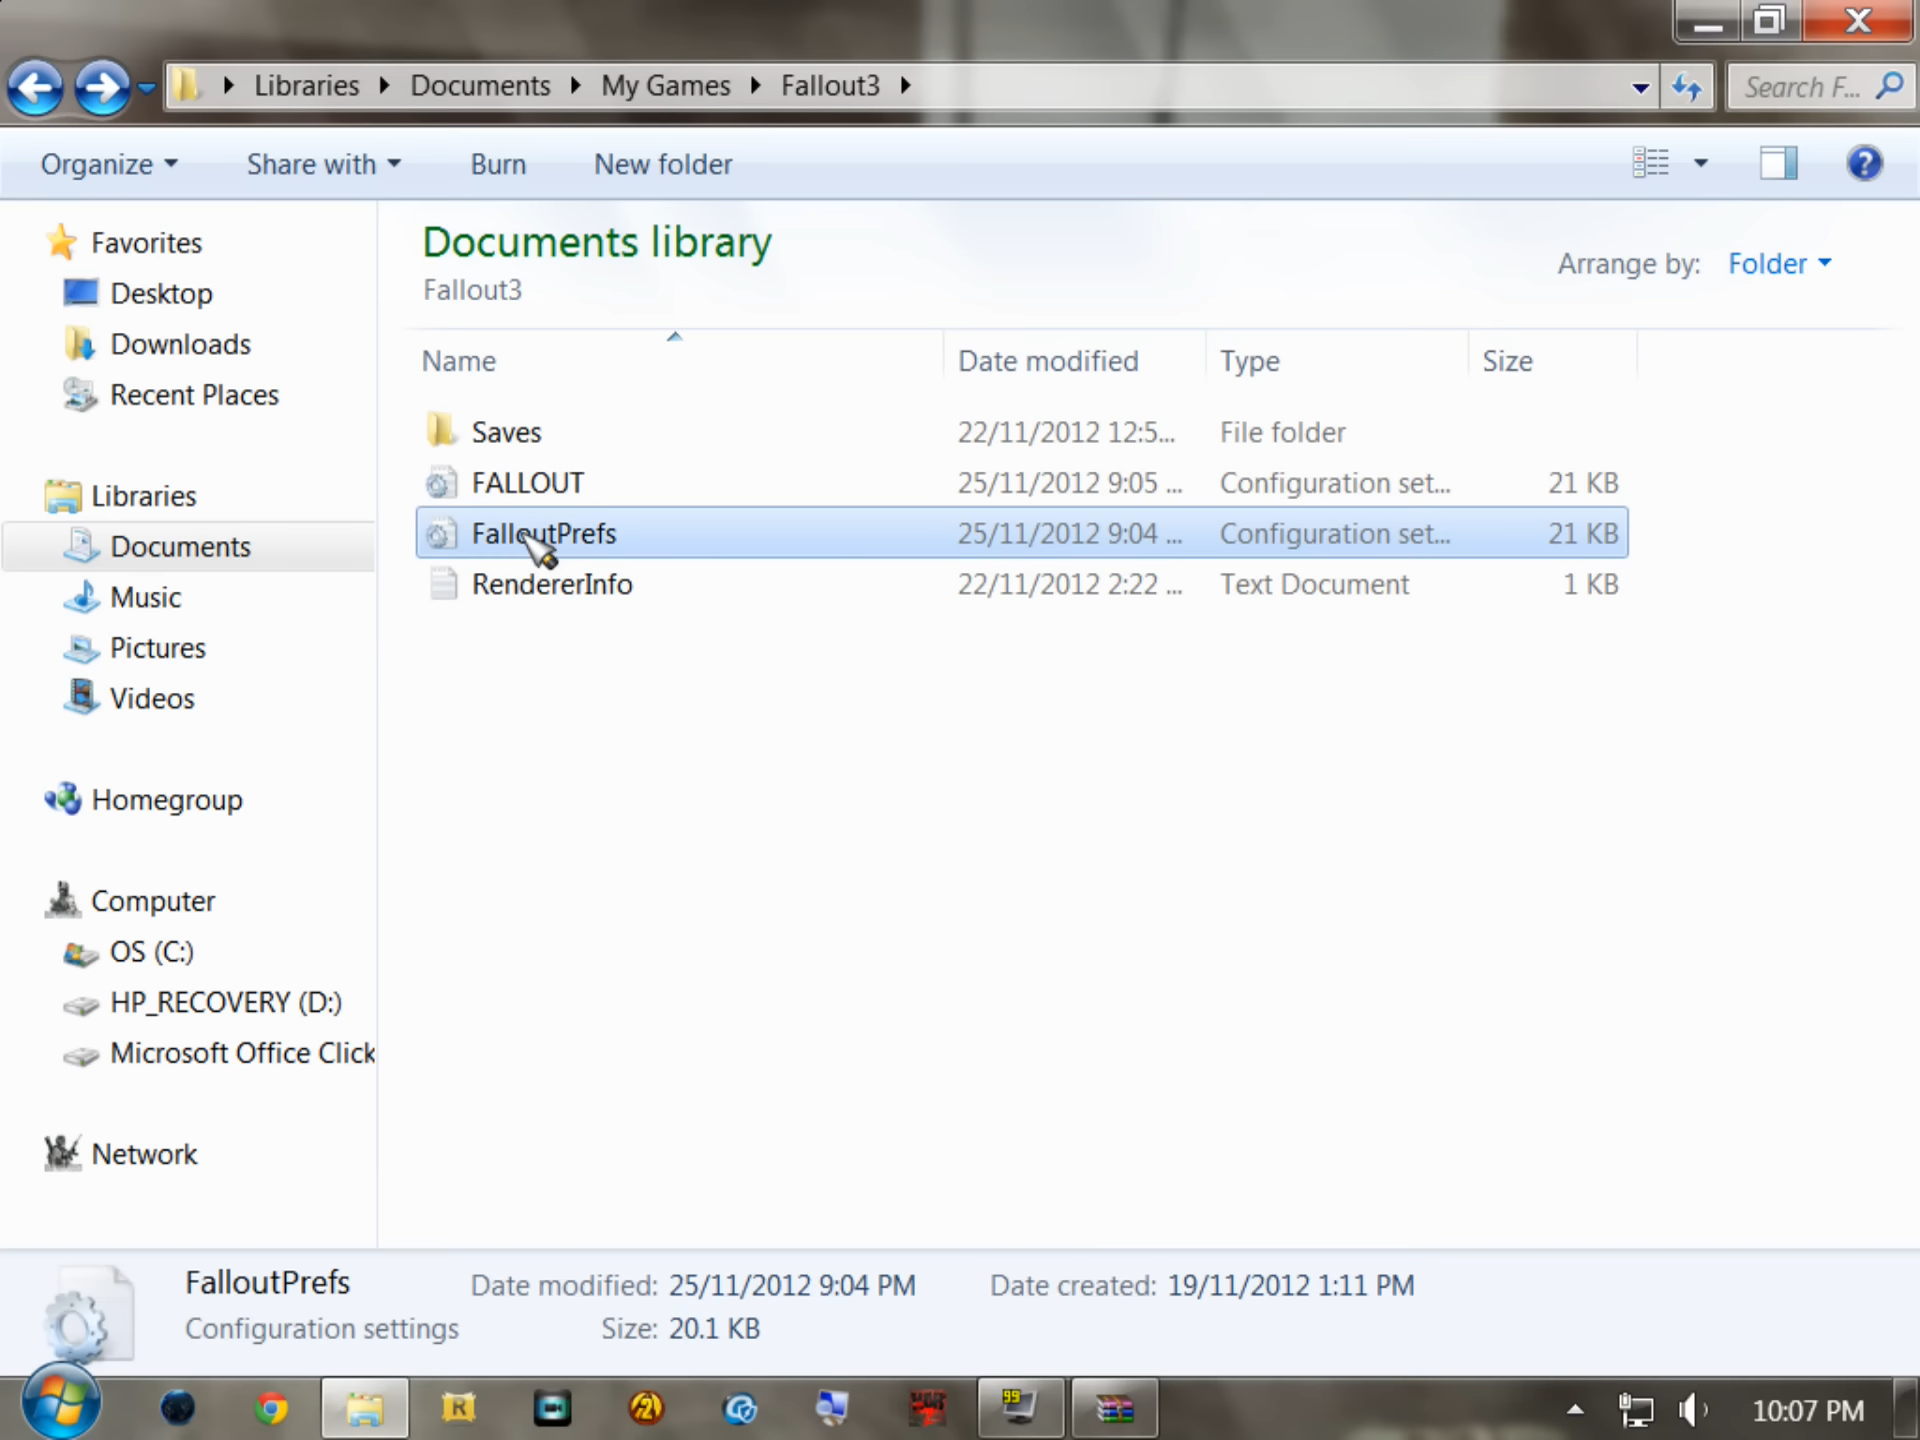 Libraries Documents My Games Fallout3 Search F...
Organize Share with Burn New folder
Favorites
Desktop
Downloads
Recent Places
Libraries
Documents
Music
Pictures
Videos
Homegroup
Computer
OS (C:)
HP_RECOVERY (D:)
Microsoft Office Click
Network
Documents library
Fallout3
Arrange by: Folder
Name Date modified Type Size
Saves 22/11/2012 12:5... File folder
FALLOUT 25/11/2012 9:05 ... Configuration set... 21 KB
FalloutPrefs 25/11/2012 9:04 ... Configuration set... 21 KB
RendererInfo 22/11/2012 2:22 ... Text Document 1 KB
FalloutPrefs Date modified: 25/11/2012 9:04 PM Date created: 19/11/2012 1:11 PM
Configuration settings Size: 20.1 KB
99
10:07 PM